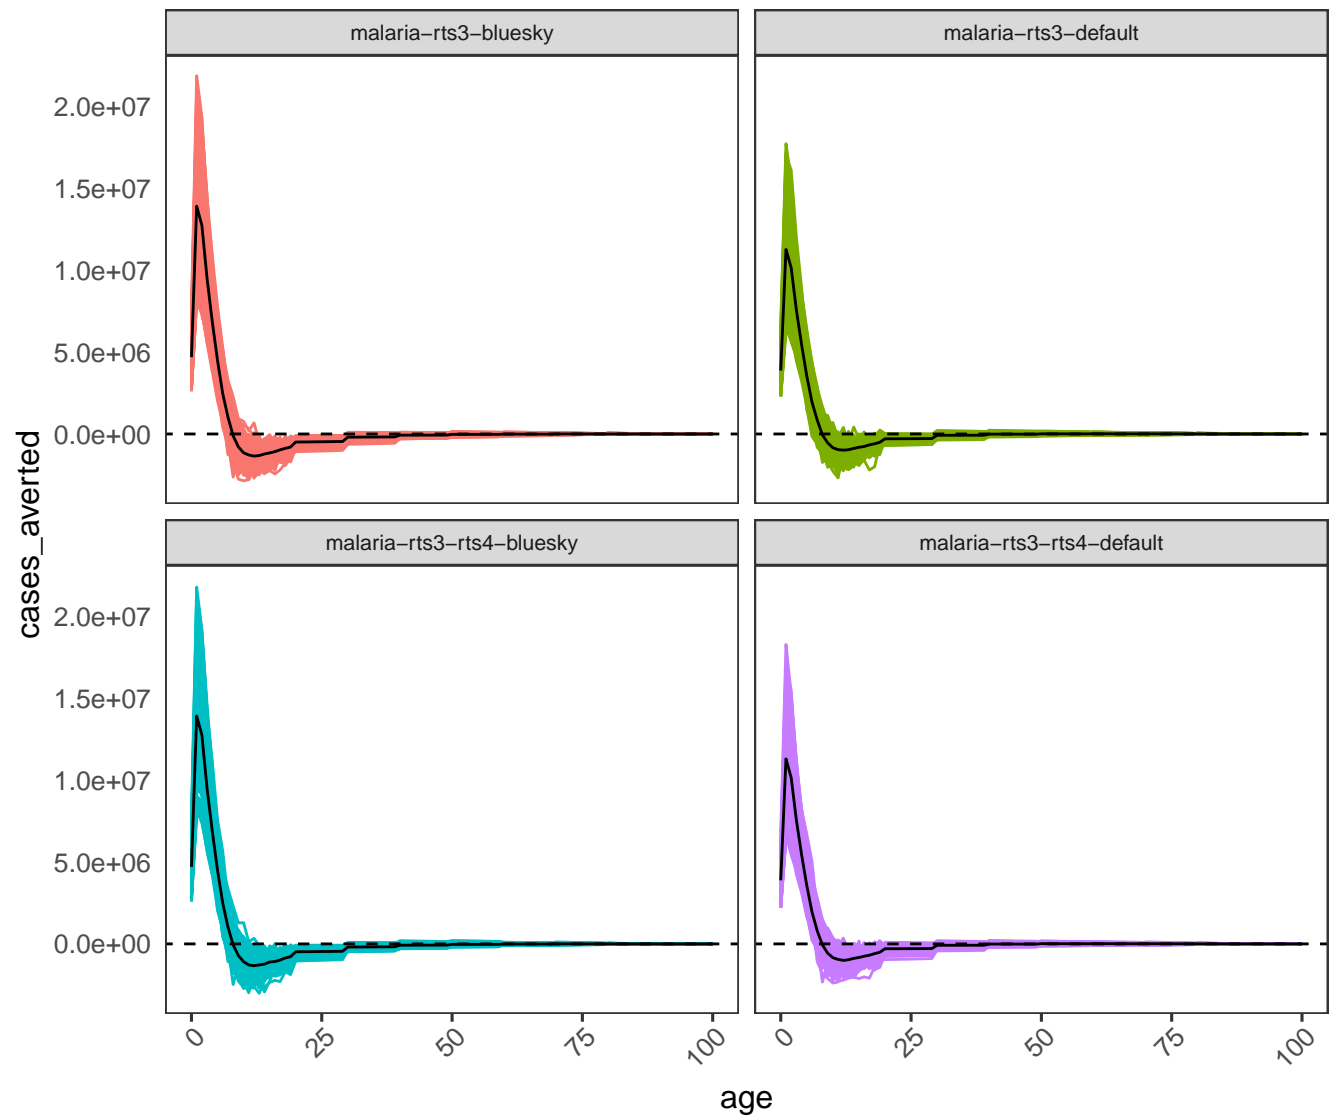 malaria−rts3−bluesky
malaria−rts3−default
2.0e+07
1.5e+07
1.0e+07
5.0e+06
0.0e+00
malaria−rts3−rts4−bluesky
malaria−rts3−rts4−default
2.0e+07
1.5e+07
1.0e+07
5.0e+06
0.0e+00
cases_averted
0 25 50 75 100
0 25 50 75 100
age